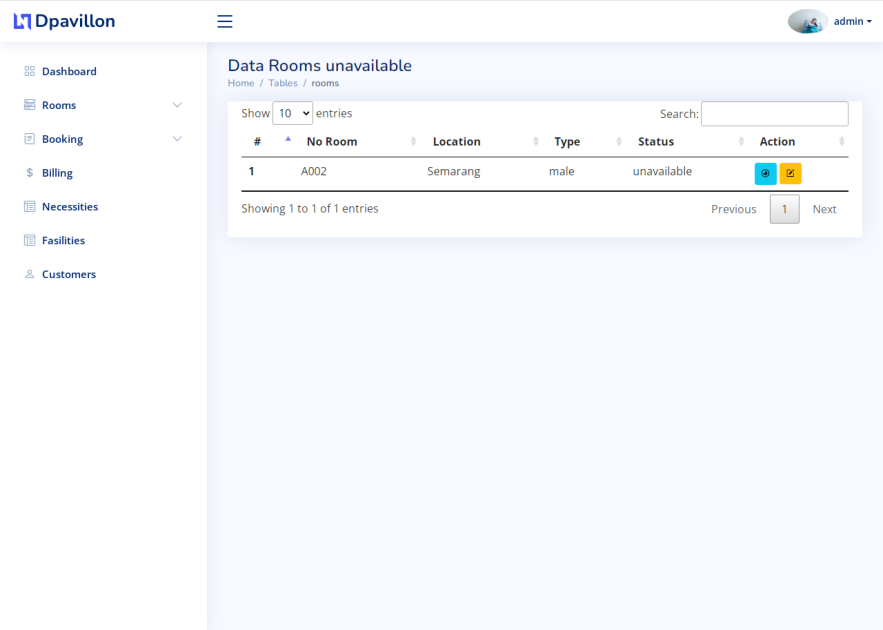 Dpavillon
admin
Dashboard
Rooms
Booking
Billing
Necessities
Fasilities
Customers
Data Rooms unavailable
Home / Tables / rooms
Show 10 entries
Search:
# No Room Location Type Status Action
1 A002 Semarang male unavailable
Showing 1 to 1 of 1 entries
Previous 1 Next